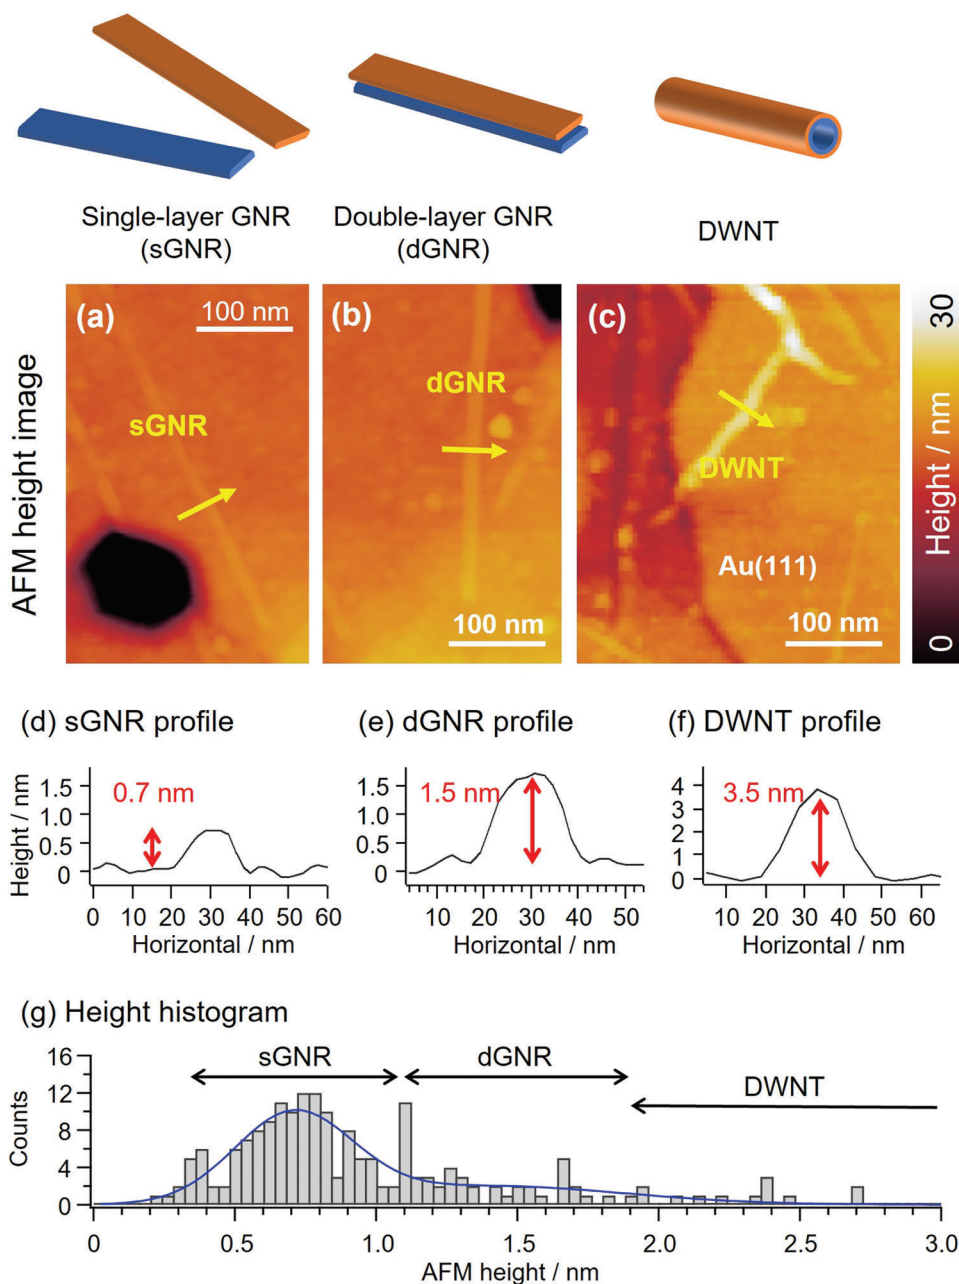 Single-layer GNR
(sGNR)
Double-layer GNR
(dGNR)
DWNT
AFM height image
(a)
100 nm
sGNR
(b)
dGNR
100 nm
(c)
DWNT
Au(111)
100 nm
0 Height / nm 30
(d) sGNR profile
Height / nm
1.5
1.0
0.5
0
0.7 nm
0 10 20 30 40 50 60
Horizontal / nm
(e) dGNR profile
1.5
1.0
0.5
0
1.5 nm
10 20 30 40 50
Horizontal / nm
(f) DWNT profile
4
3
2
1
0
3.5 nm
10 20 30 40 50 60
Horizontal / nm
(g) Height histogram
Counts
16
12
8
4
0
sGNR
dGNR
DWNT
0 0.5 1.0 1.5 2.0 2.5 3.0
AFM height / nm